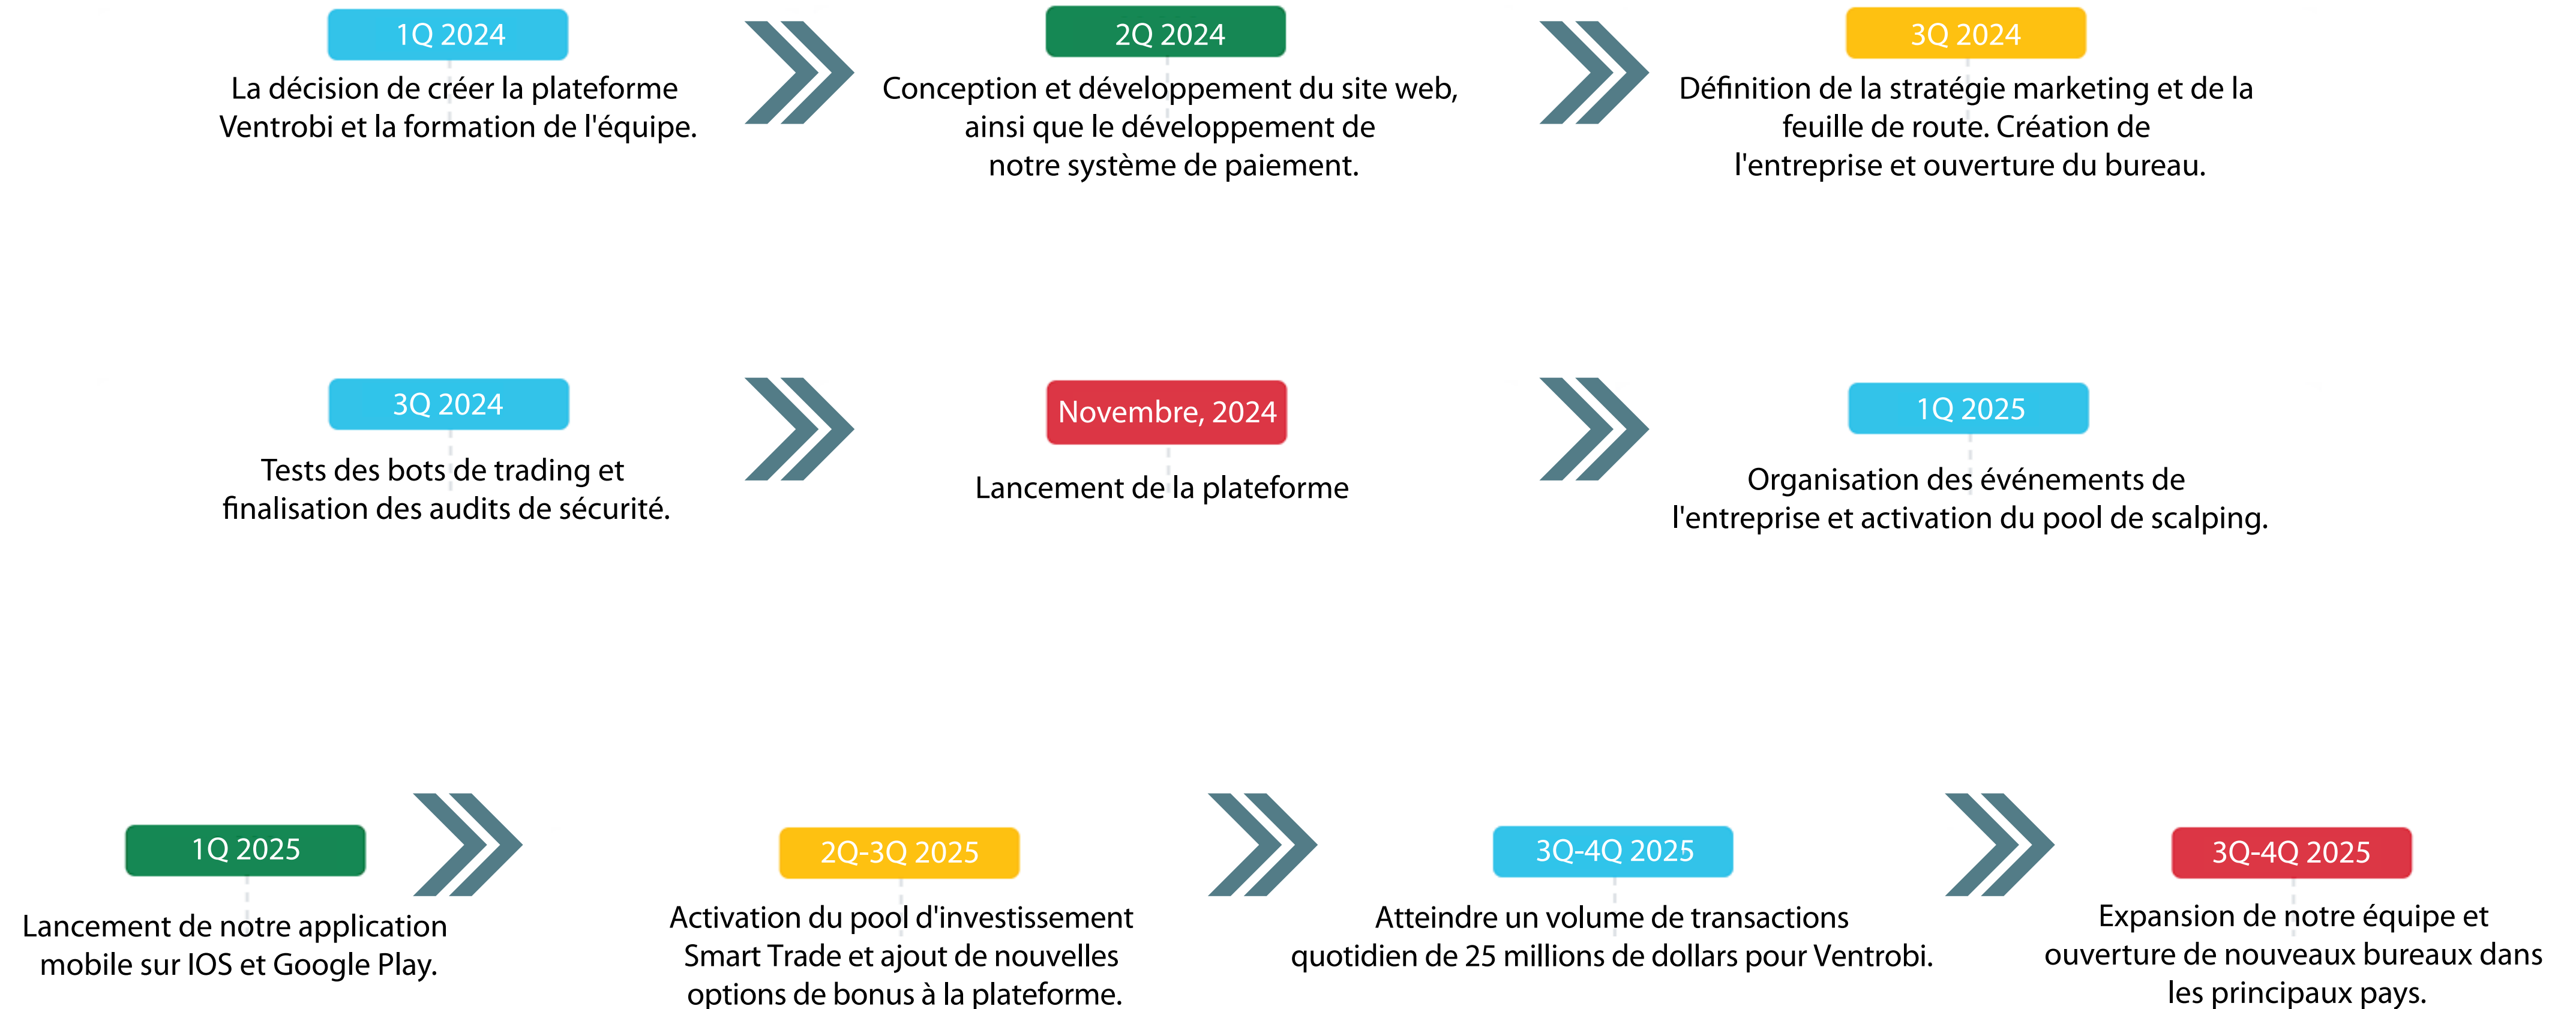 1Q 2024
La décision de créer la plateforme
Ventrobi et la formation de l'équipe.
2Q 2024
Conception et développement du site web,
ainsi que le développement de
notre système de paiement.
3Q 2024
Définition de la stratégie marketing et de la
feuille de route. Création de
l'entreprise et ouverture du bureau.
3Q 2024
Tests des bots de trading et
finalisation des audits de sécurité.
Novembre, 2024
Lancement de la plateforme
1Q 2025
Organisation des événements de
l'entreprise et activation du pool de scalping.
1Q 2025
Lancement de notre application
mobile sur IOS et Google Play.
2Q-3Q 2025
Activation du pool d'investissement
Smart Trade et ajout de nouvelles
options de bonus à la plateforme.
3Q-4Q 2025
Atteindre un volume de transactions
quotidien de 25 millions de dollars pour Ventrobi.
3Q-4Q 2025
Expansion de notre équipe et
ouverture de nouveaux bureaux dans
les principaux pays.